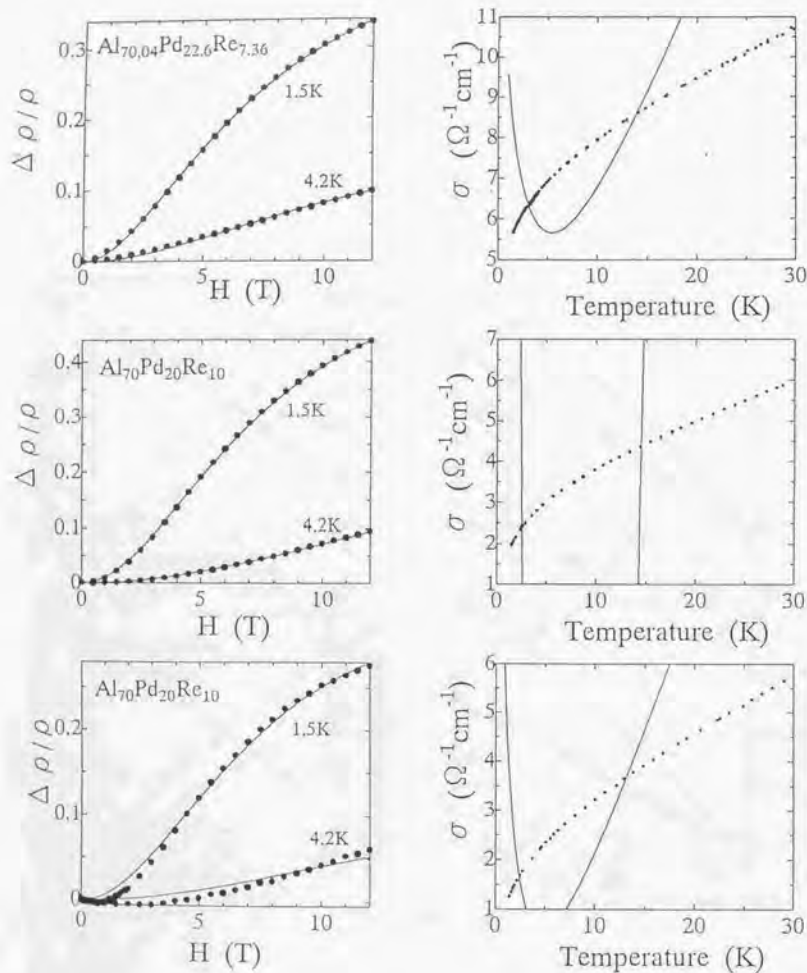 Al70.04Pd22.6Re7.36
0.3
0.2
0.1
0
Δ ρ/ρ
1.5K
4.2K
0 5 10
H (T)
11
10
9
8
7
6
5
σ (Ω-1cm-1)
0 10 20 30
Temperature (K)
Al70Pd20Re10
0.4
0.3
0.2
0.1
0
Δ ρ/ρ
1.5K
4.2K
0 5 10
H (T)
7
6
5
4
3
2
1
σ (Ω-1cm-1)
0 10 20 30
Temperature (K)
Al70Pd20Re10
0.2
0.1
0
Δ ρ/ρ
1.5K
4.2K
0 5 10
H (T)
6
5
4
3
2
1
σ (Ω-1cm-1)
0 10 20 30
Temperature (K)